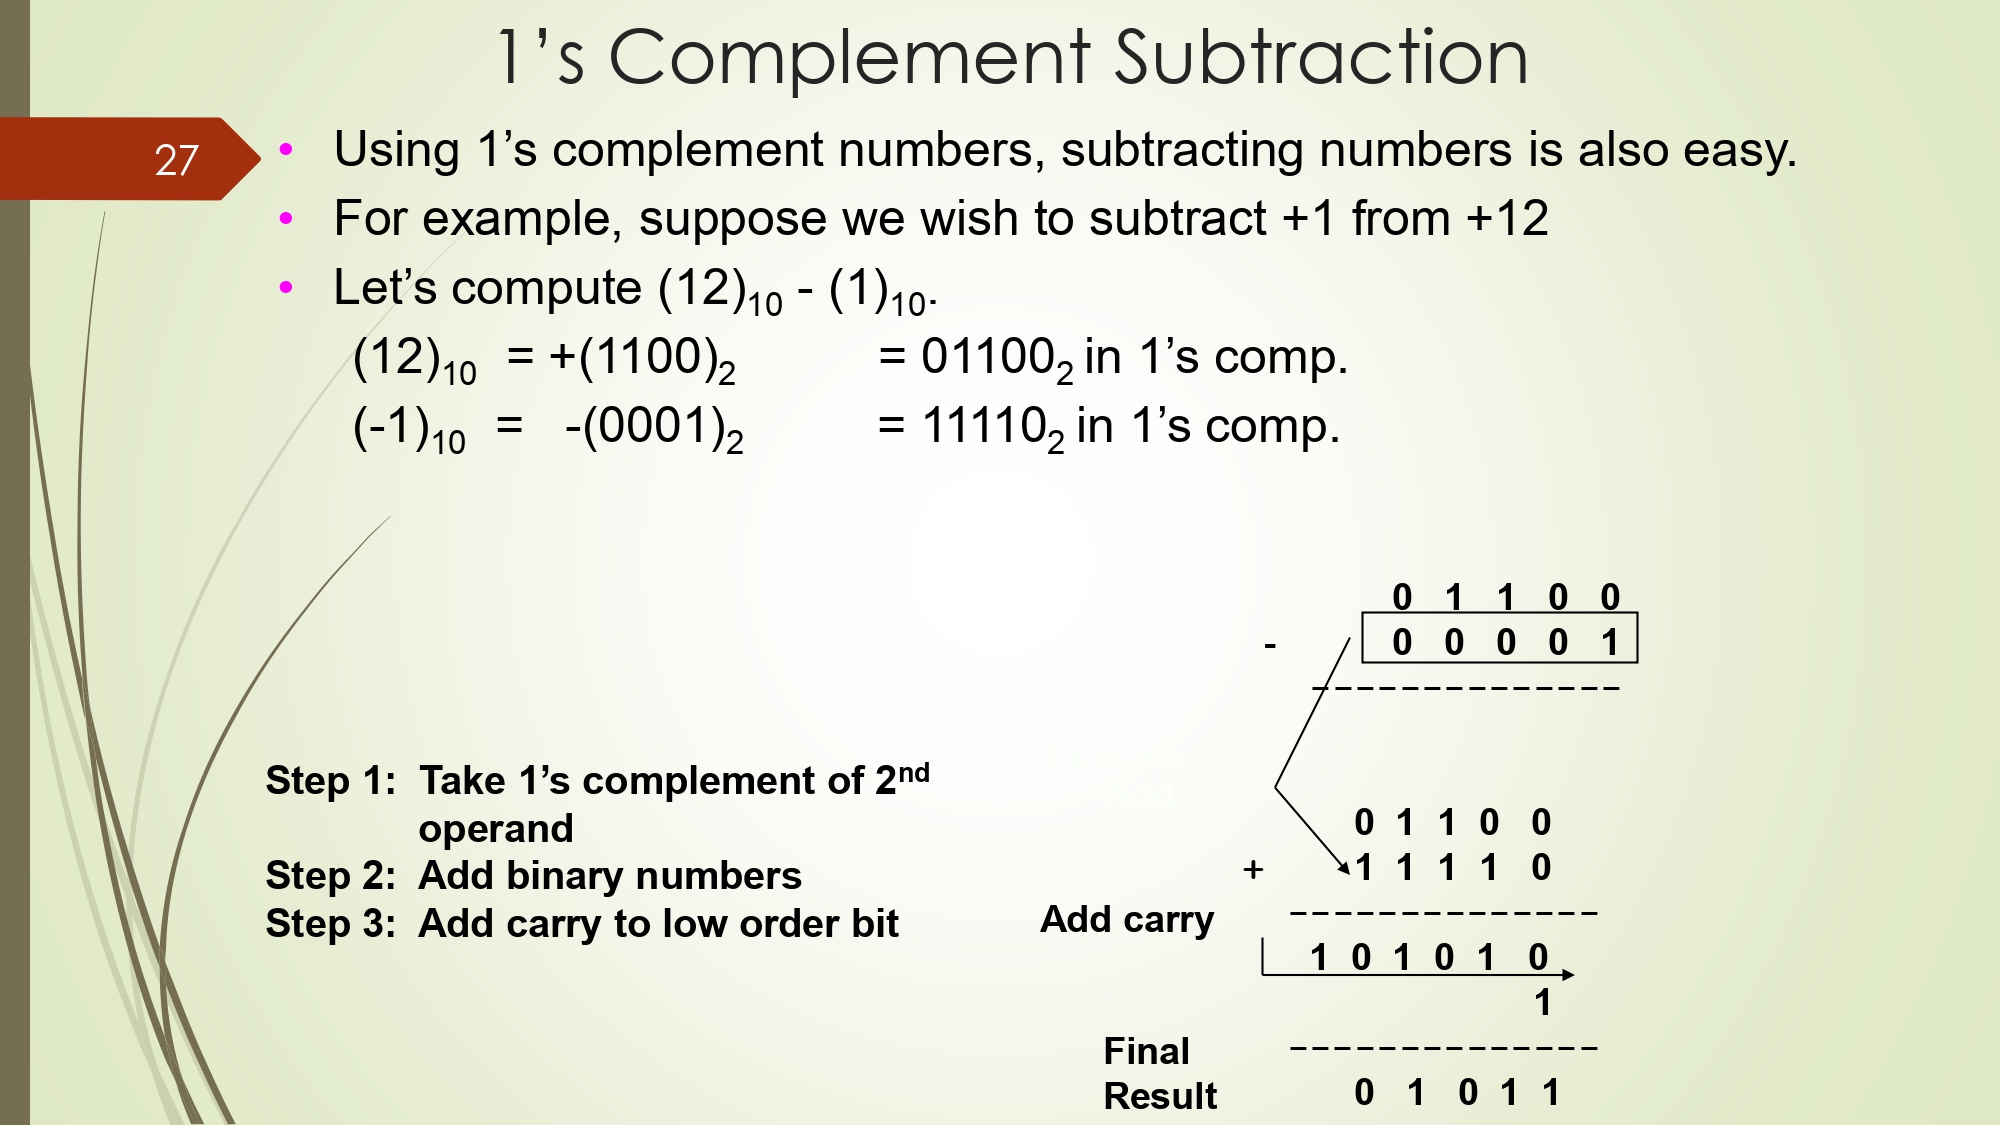 1’s Complement Subtraction
27
• Using 1’s complement numbers, subtracting numbers is also easy.
• For example, suppose we wish to subtract +1 from +12
• Let’s compute (12)₁₀ - (1)₁₀.
(12)₁₀ = +(1100)₂ = 01100₂ in 1’s comp.
(-1)₁₀ = -(0001)₂ = 11110₂ in 1’s comp.
0 1 1 0 0
- 0 0 0 0 1
--------------
Step 1: Take 1’s complement of 2nd
operand
Step 2: Add binary numbers
Step 3: Add carry to low order bit
Add
0 1 1 0 0
+ 1 1 1 1 0
Add carry --------------
1 0 1 0 1 0
1
Final --------------
Result 0 1 0 1 1